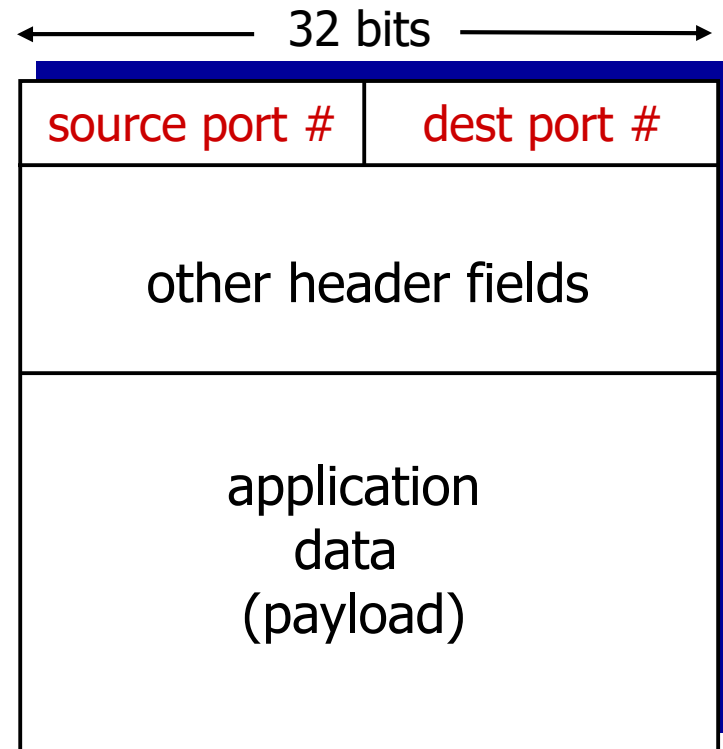 32 bits
source port # dest port #
other header fields
application
data
(payload)